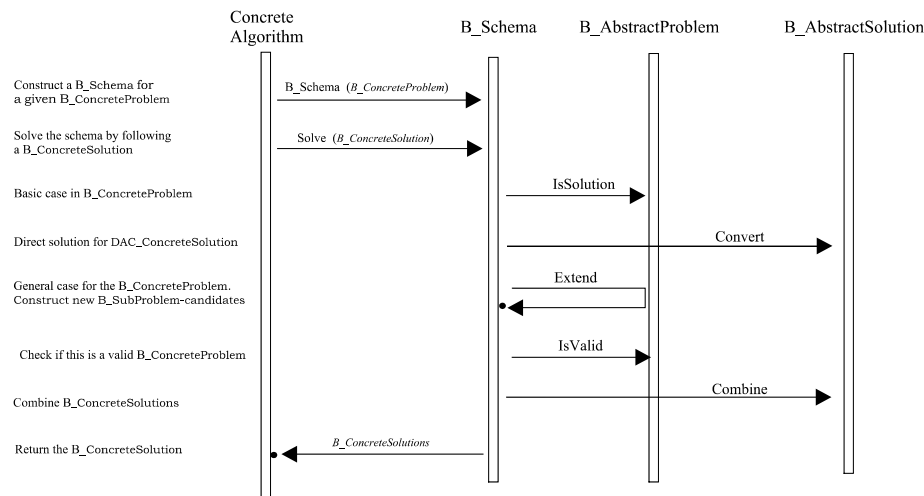 Concrete
Algorithm
B_Schema
B_AbstractProblem
B_AbstractSolution
Construct a B_Schema for
a given B_ConcreteProblem
B_Schema (B_ConcreteProblem)
Solve the schema by following
a B_ConcreteSolution
Solve (B_ConcreteSolution)
Basic case in B_ConcreteProblem
IsSolution
Direct solution for DAC_ConcreteSolution
Convert
General case for the B_ConcreteProblem.
Construct new B_SubProblem-candidates
Extend
Check if this is a valid B_ConcreteProblem
IsValid
Combine B_ConcreteSolutions
Combine
Return the B_ConcreteSolution
B_ConcreteSolutions